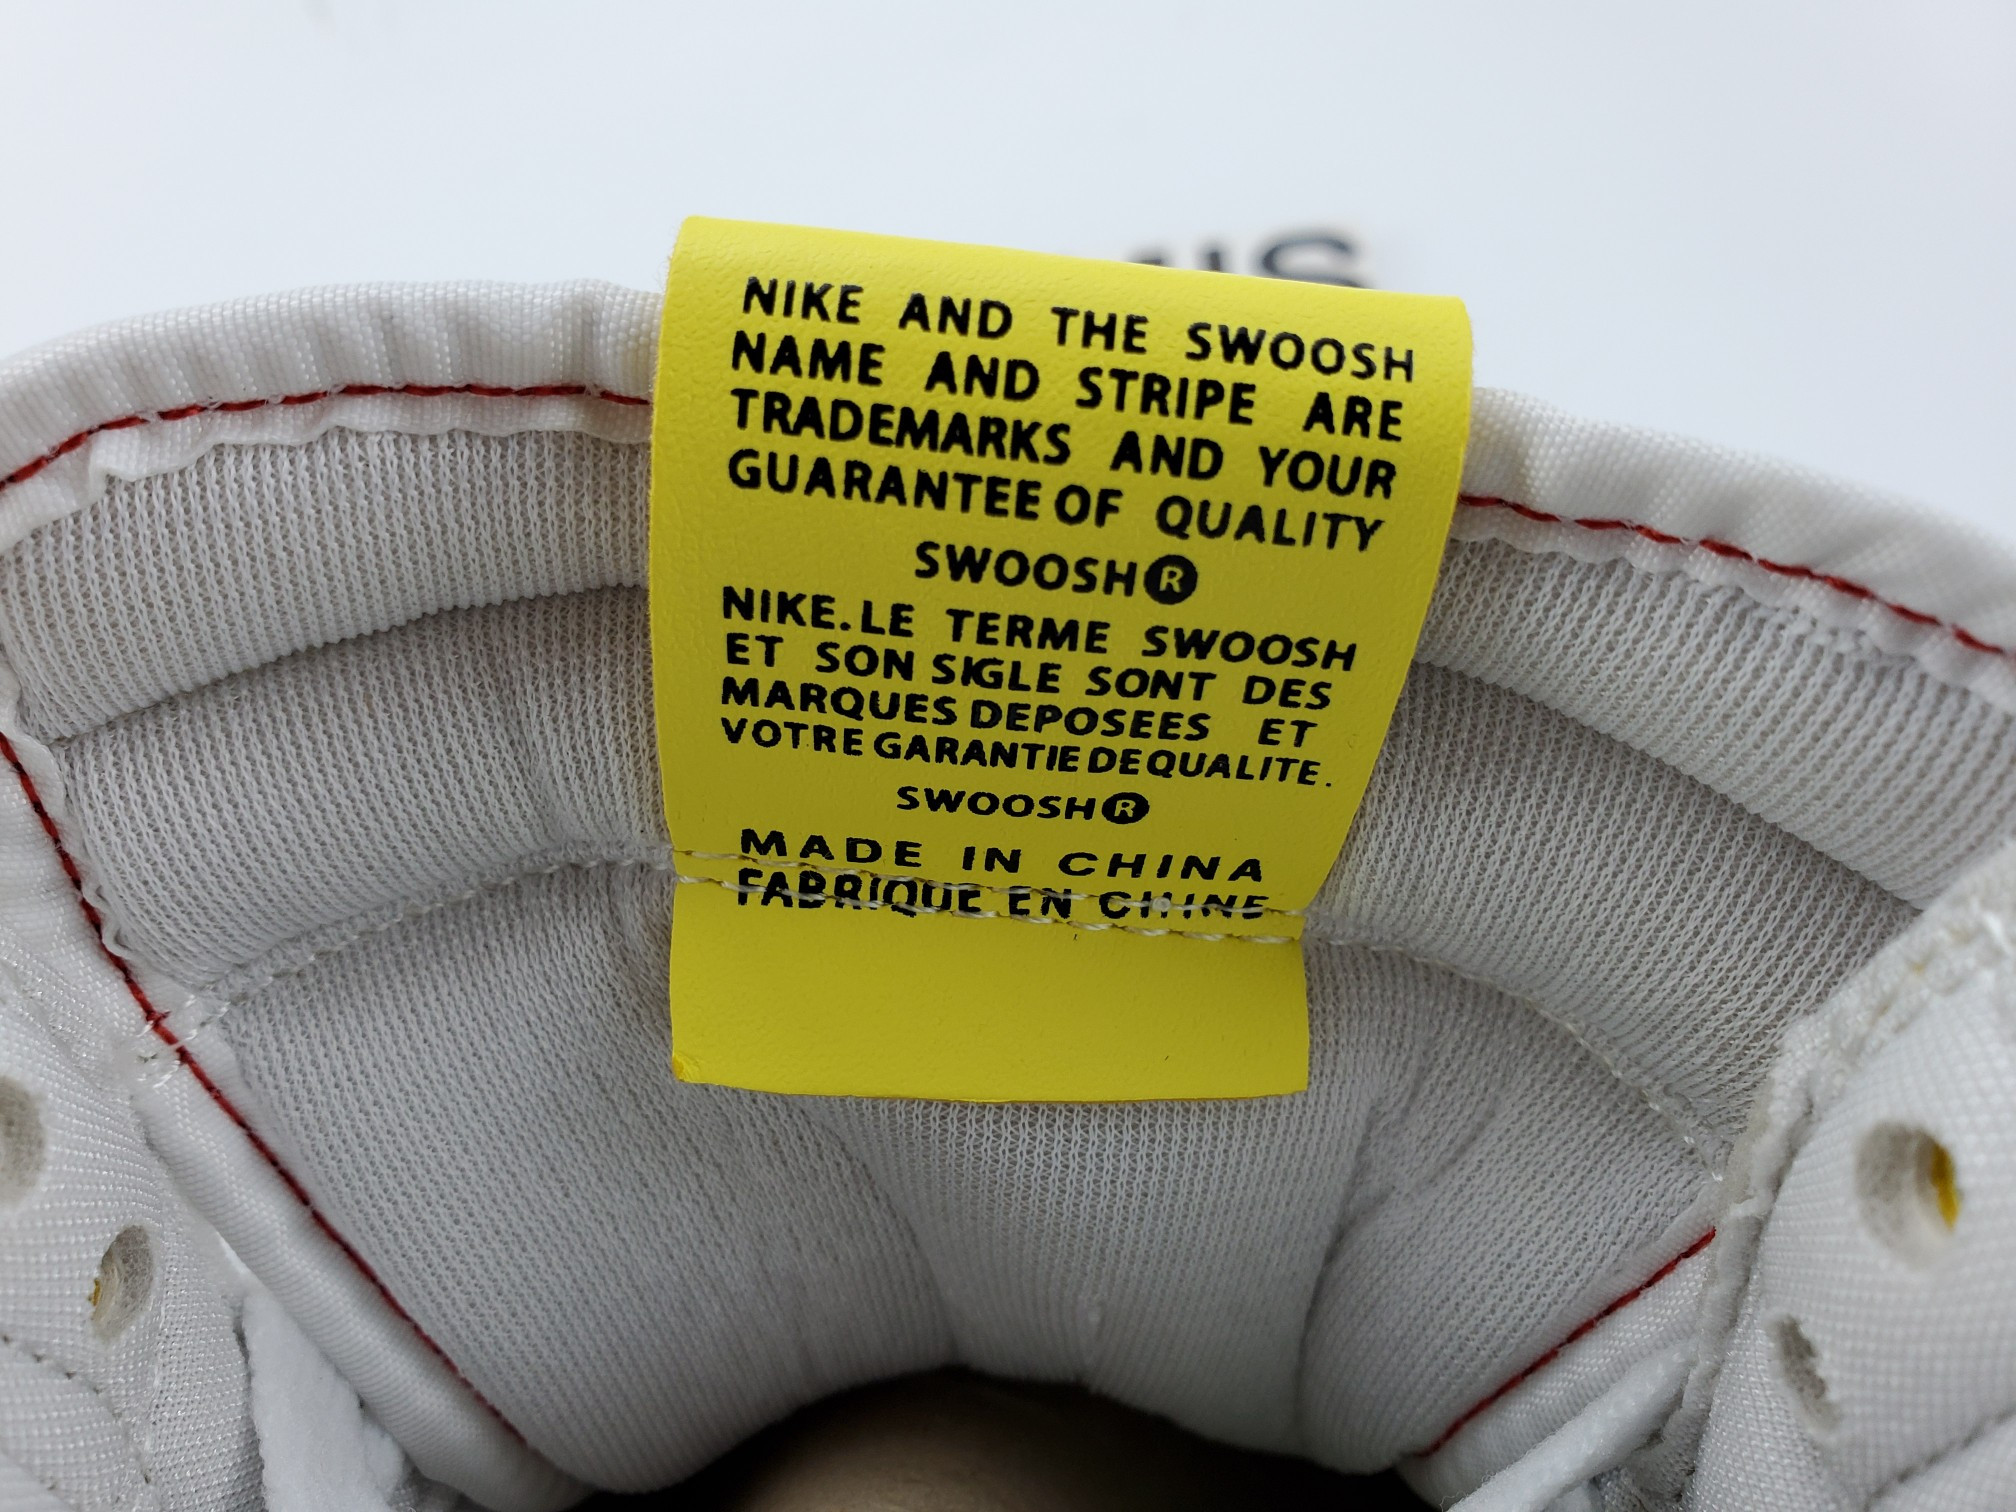 NIKE AND THE SWOOSH
NAME AND STRIPE ARE
TRADEMARKS AND YOUR
GUARANTEE OF QUALITY
SWOOSH®
NIKE.LE TERME SWOOSH
ET SON SIGLE SONT DES
MARQUES DEPOSEES ET
VOTRE GARANTIE DE QUALITE.
SWOOSH®
MADE IN CHINA
FABRIQUE EN CHINE